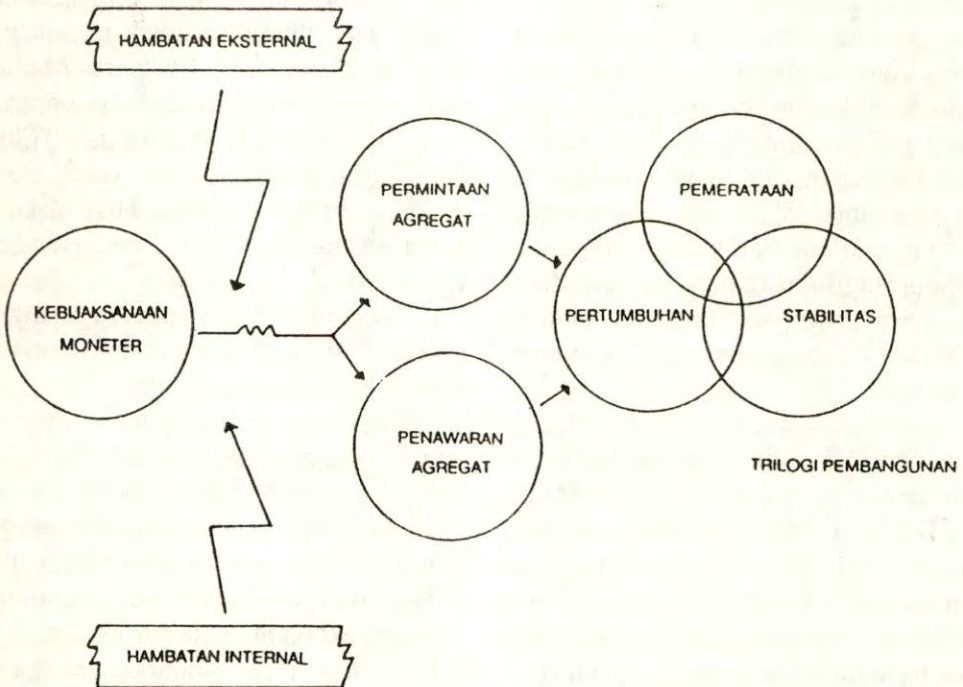 HAMBATAN EKSTERNAL
PERMINTAAN
AGREGAT
PEMERATAAN
KEBIJAKSANAAN
MONETER
PERTUMBUHAN
STABILITAS
PENAWARAN
AGREGAT
TRILOGI PEMBANGUNAN
HAMBATAN INTERNAL